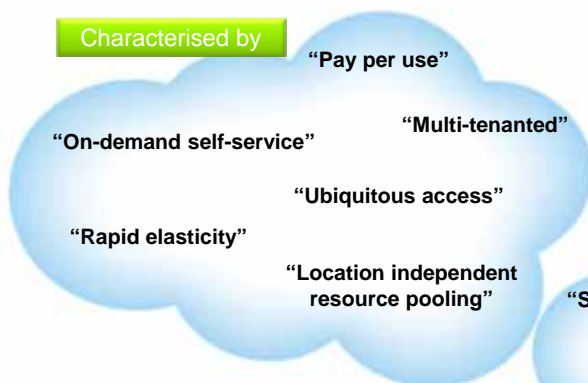 Characterised by
“Pay per use”
“Multi-tenanted”
“On-demand self-service”
“Ubiquitous access”
“Rapid elasticity”
“Location independent
resource pooling”